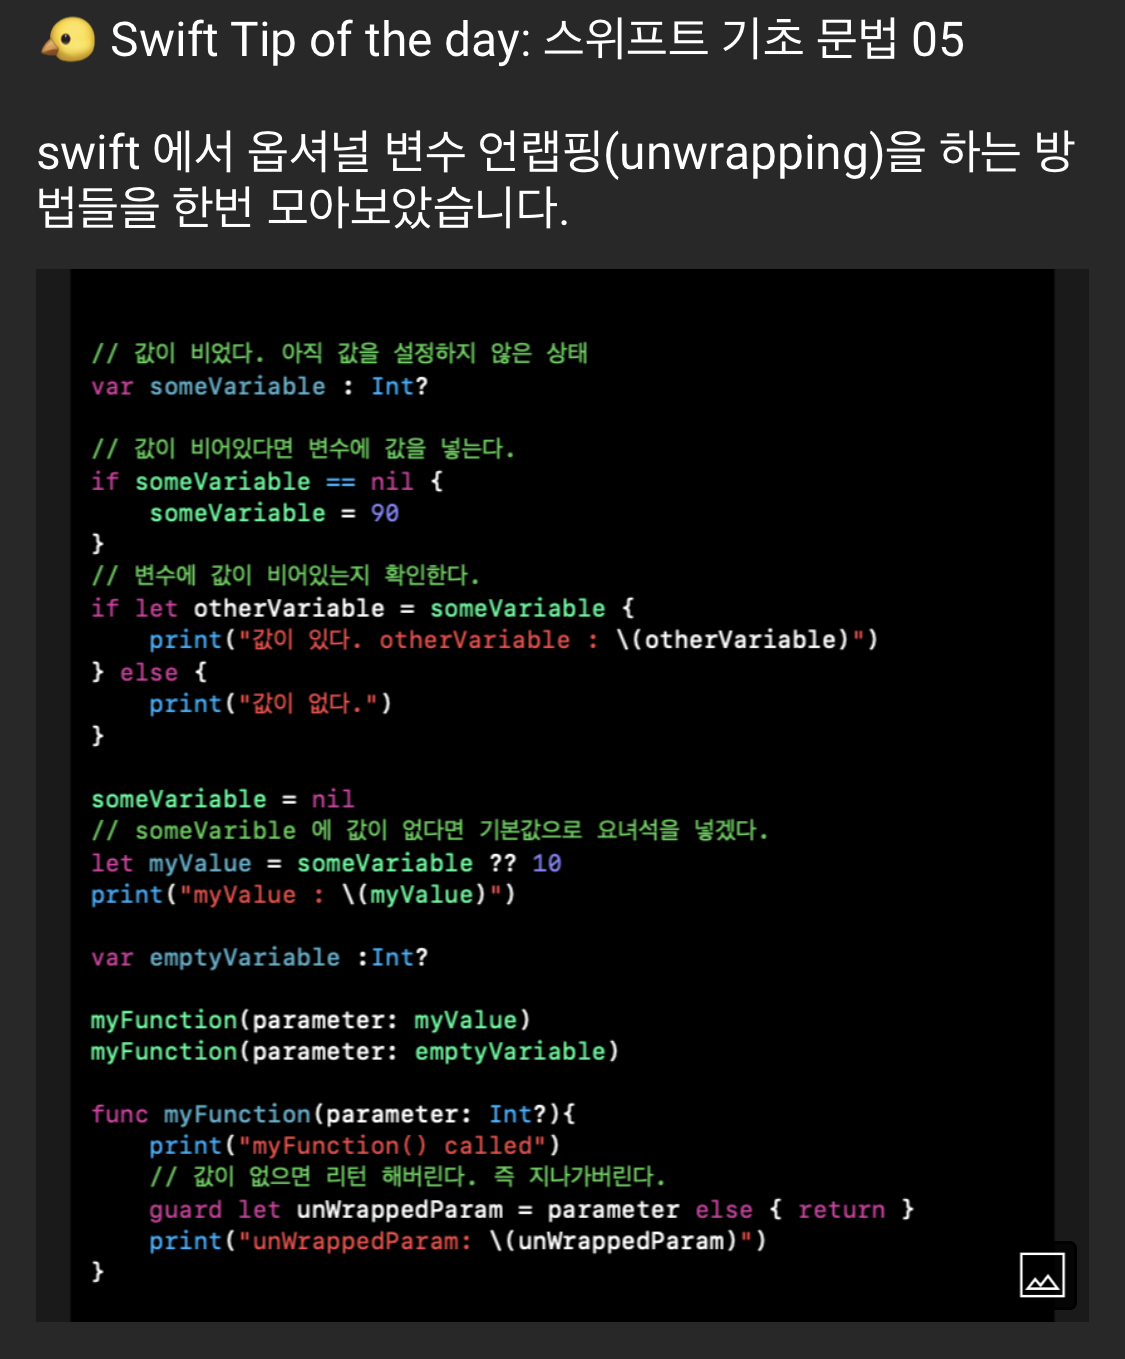 🐤 Swift Tip of the day: 스위프트 기초 문법 05
swift 에서 옵셔널 변수 언랩핑(unwrapping)을 하는 방
법들을 한번 모아보았습니다.
// 값이 비었다. 아직 값을 설정하지 않은 상태
var someVariable : Int?
// 값이 비어있다면 변수에 값을 넣는다.
if someVariable == nil {
    someVariable = 90
}
// 변수에 값이 비어있는지 확인한다.
if let otherVariable = someVariable {
    print("값이 있다. otherVariable : \(otherVariable)")
} else {
    print("값이 없다.")
}
someVariable = nil
// someVarible 에 값이 없다면 기본값으로 요녀석을 넣겠다.
let myValue = someVariable ?? 10
print("myValue : \(myValue)")
var emptyVariable :Int?
myFunction(parameter: myValue)
myFunction(parameter: emptyVariable)
func myFunction(parameter: Int?){
    print("myFunction() called")
    // 값이 없으면 리턴 해버린다. 즉 지나가버린다.
    guard let unWrappedParam = parameter else { return }
    print("unWrappedParam: \(unWrappedParam)")
}